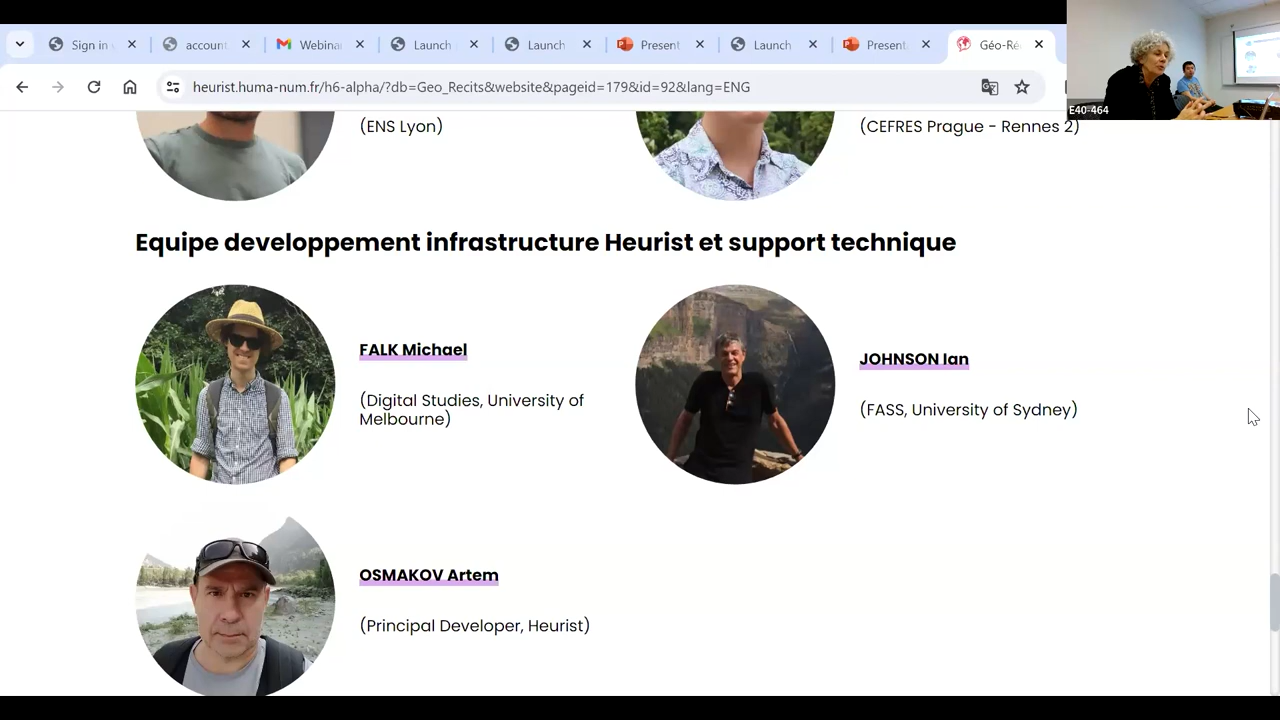 Sign in
account
Webina
Launch
Launch
Present
Launch
Present
Géo-Ré
heurist.huma-num.fr/h6-alpha/?db=Geo_Recits&website&pageid=179&id=92&lang=ENG
E40-464
(ENS Lyon)
(CEFRES Prague - Rennes 2)
Equipe developpement infrastructure Heurist et support technique
FALK Michael
(Digital Studies, University of
Melbourne)
JOHNSON Ian
(FASS, University of Sydney)
OSMAKOV Artem
(Principal Developer, Heurist)